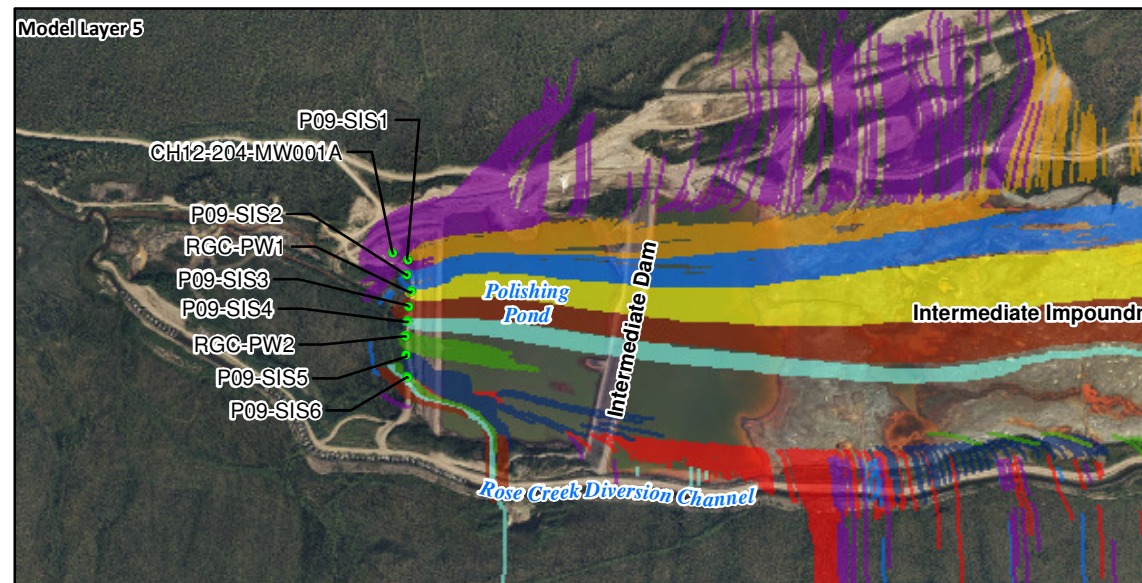 Model Layer 5
P09-SIS1
CH12-204-MW001A
P09-SIS2
RGC-PW1
P09-SIS3
P09-SIS4
RGC-PW2
P09-SIS5
P09-SIS6
Polishing
Pond
Intermediate Dam
Intermediate Impoundm
Rose Creek Diversion Channel